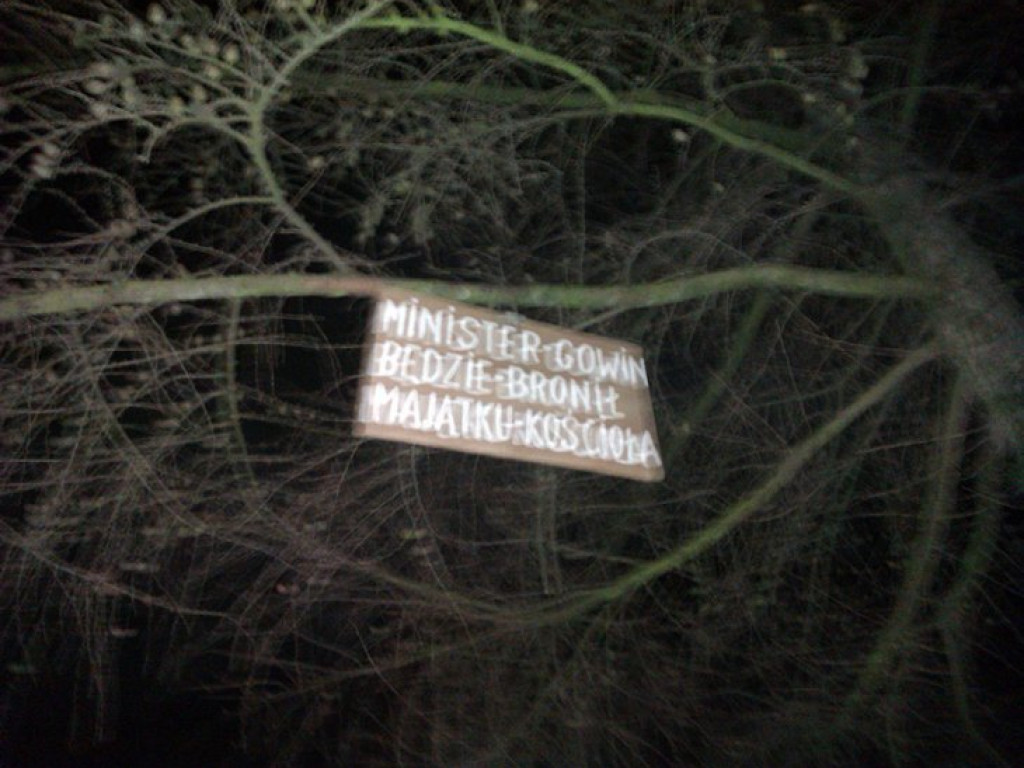 MINISTER-GOWIN
BĘDZIE-BRONIŁ
MAJĄTKU-KOŚCIOŁA